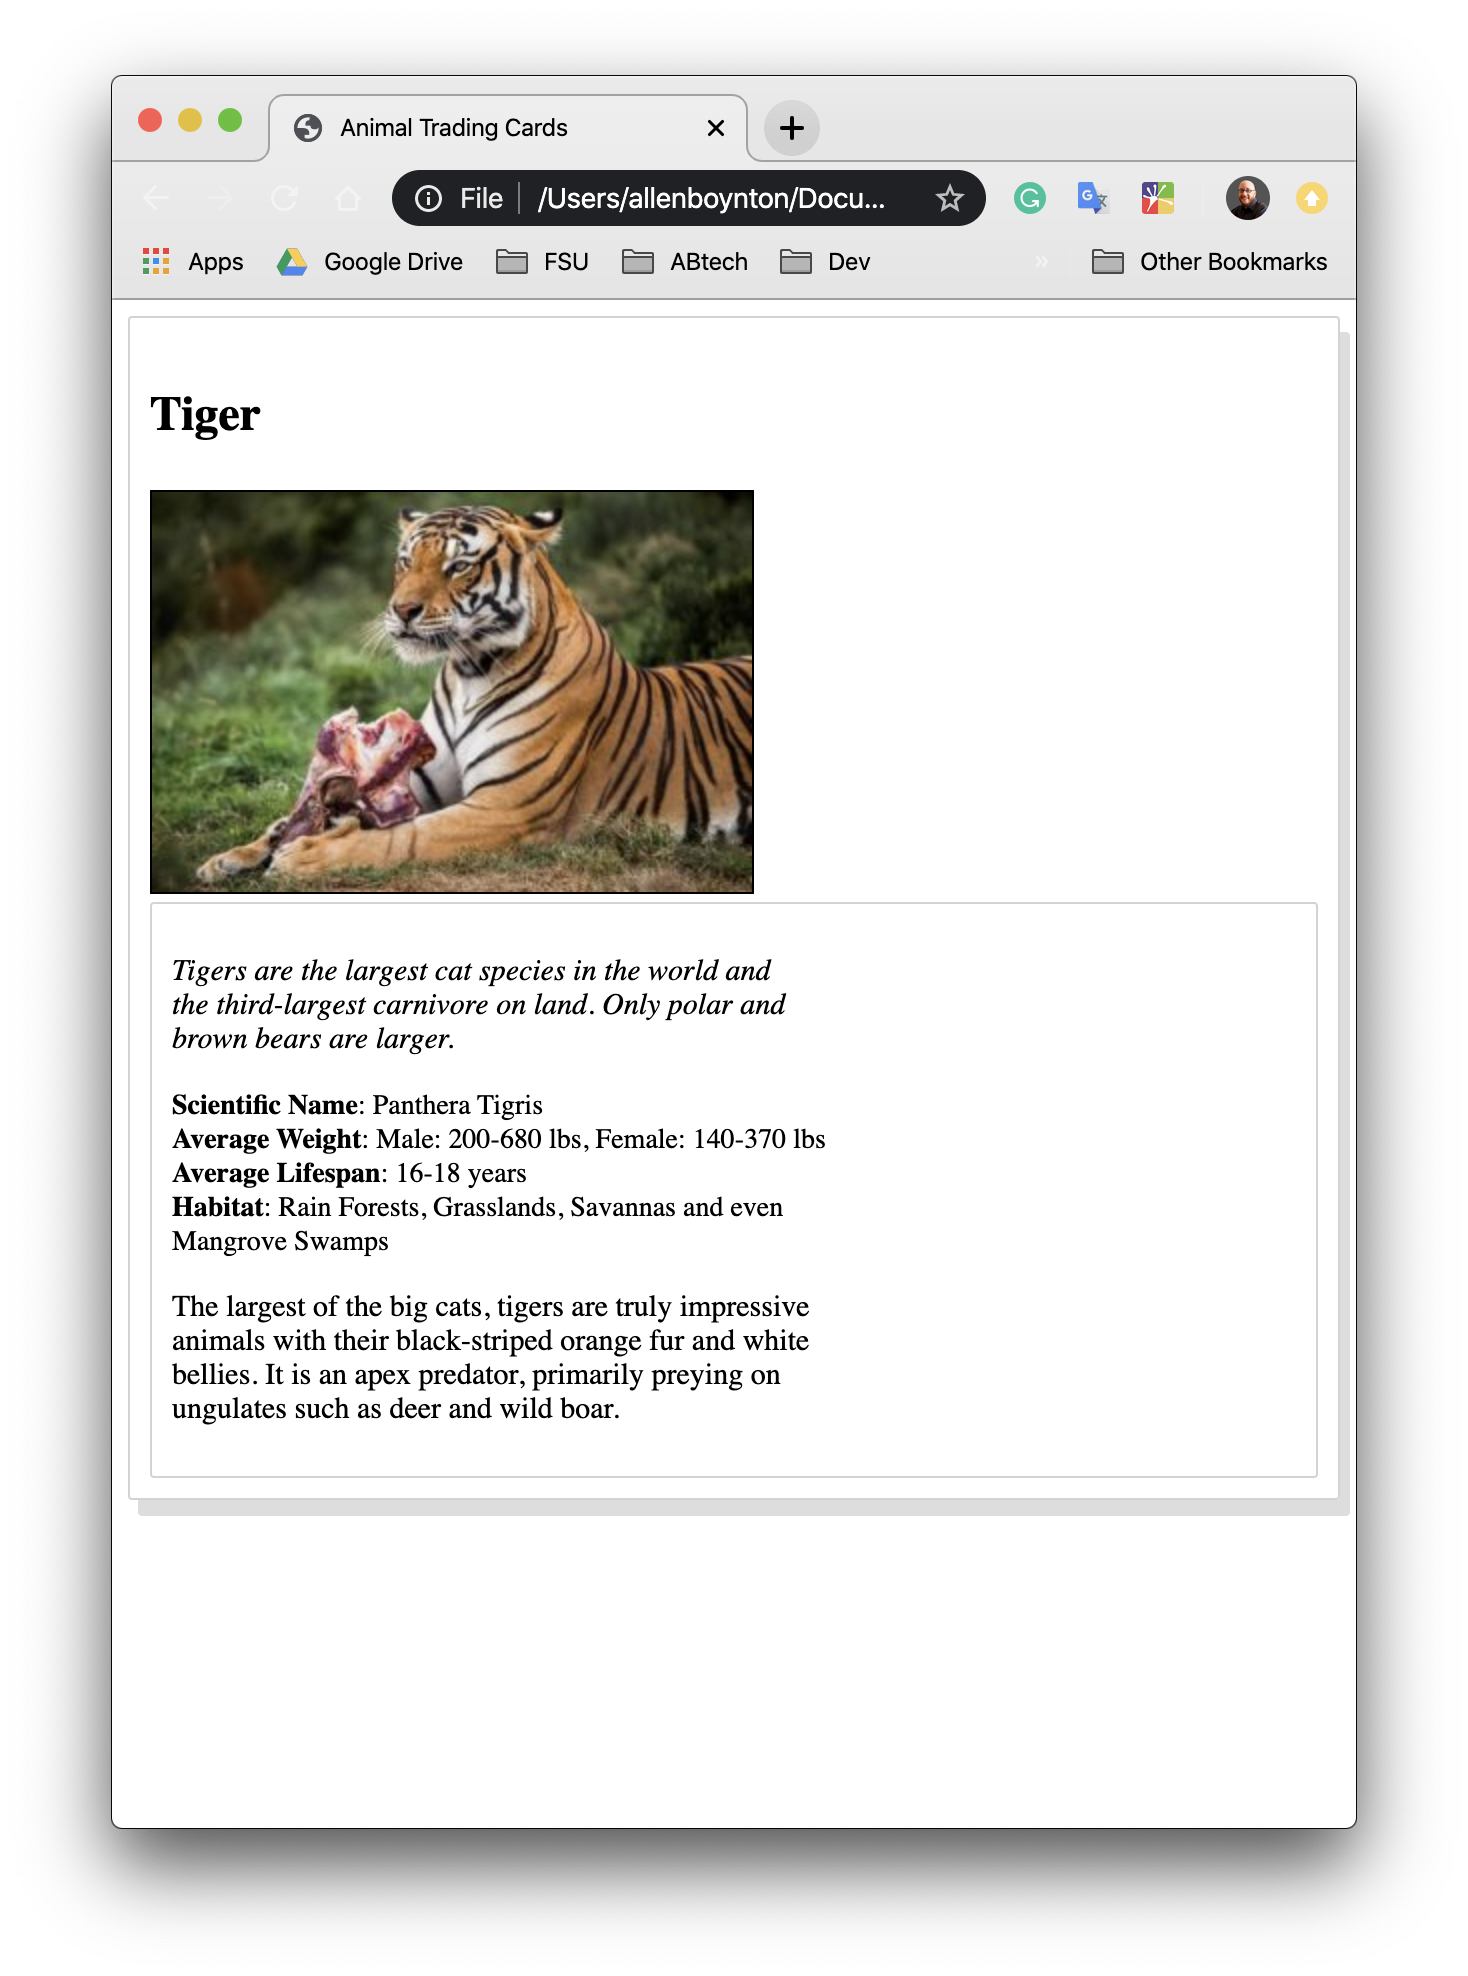 Animal Trading Cards
File /Users/allenboynton/Docu...
Apps Google Drive FSU ABtech Dev » Other Bookmarks
Tiger
Tigers are the largest cat species in the world and
the third-largest carnivore on land. Only polar and
brown bears are larger.
Scientific Name: Panthera Tigris
Average Weight: Male: 200-680 lbs, Female: 140-370 lbs
Average Lifespan: 16-18 years
Habitat: Rain Forests, Grasslands, Savannas and even
Mangrove Swamps
The largest of the big cats, tigers are truly impressive
animals with their black-striped orange fur and white
bellies. It is an apex predator, primarily preying on
ungulates such as deer and wild boar.